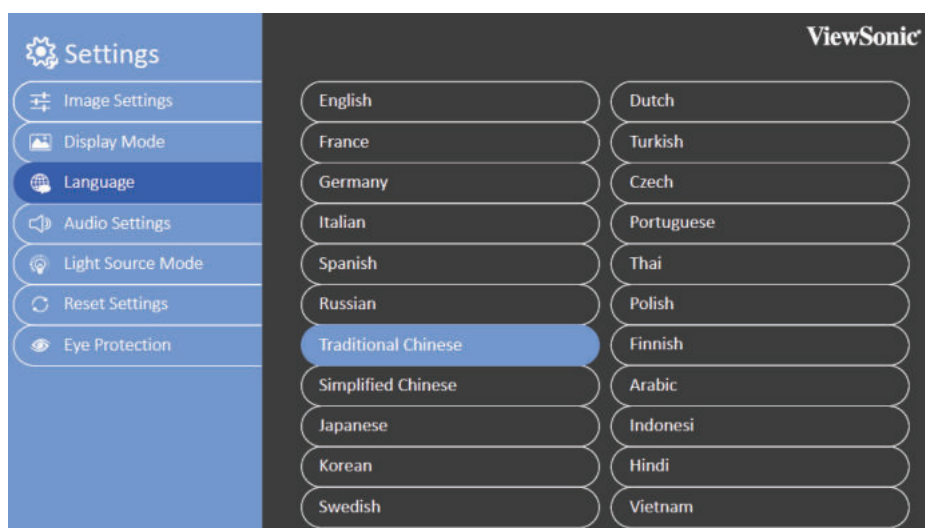 Settings
ViewSonic
Image Settings
Display Mode
Language
Audio Settings
Light Source Mode
Reset Settings
Eye Protection
English
France
Germany
Italian
Spanish
Russian
Traditional Chinese
Simplified Chinese
Japanese
Korean
Swedish
Dutch
Turkish
Czech
Portuguese
Thai
Polish
Finnish
Arabic
Indonesi
Hindi
Vietnam